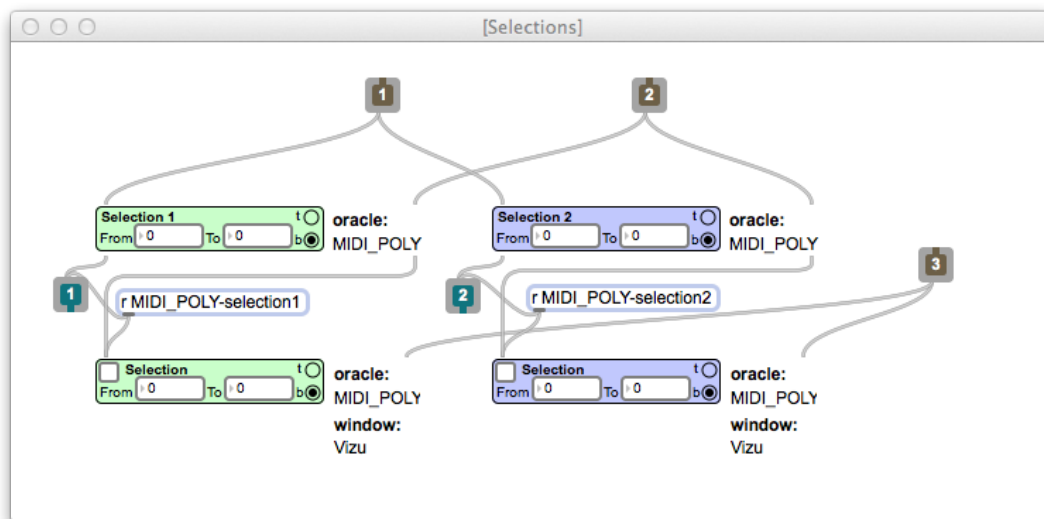 [Selections]
1
2
Selection 1
t
From 0 To 0 b
oracle:
MIDI_POLY
Selection 2
t
From 0 To 0 b
oracle:
MIDI_POLY
3
1
r MIDI_POLY-selection1
2
r MIDI_POLY-selection2
Selection
t
From 0 To 0 b
oracle:
MIDI_POLY
window:
Vizu
Selection
t
From 0 To 0 b
oracle:
MIDI_POLY
window:
Vizu